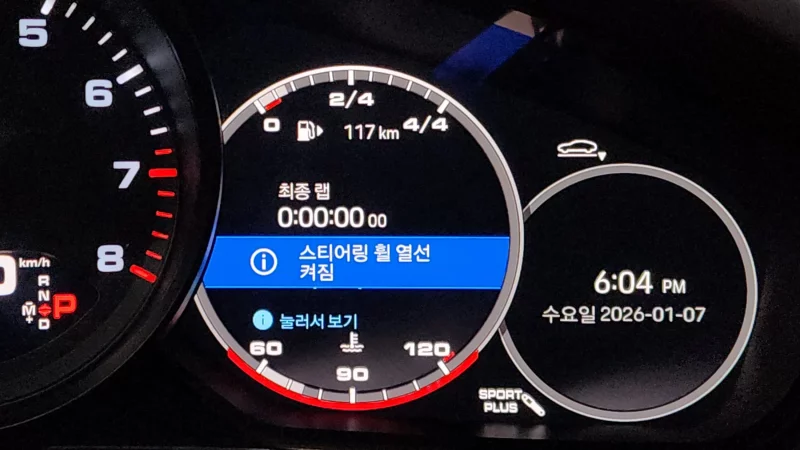 5
6
7
8
0 km/h
R
N
D
M
+
-
P
0
2/4
4/4
117 km
최종 랩
0:00:00 00
스티어링 휠 열선
켜짐
눌러서 보기
60
90
120
6:04 PM
수요일 2026-01-07
SPORT
PLUS